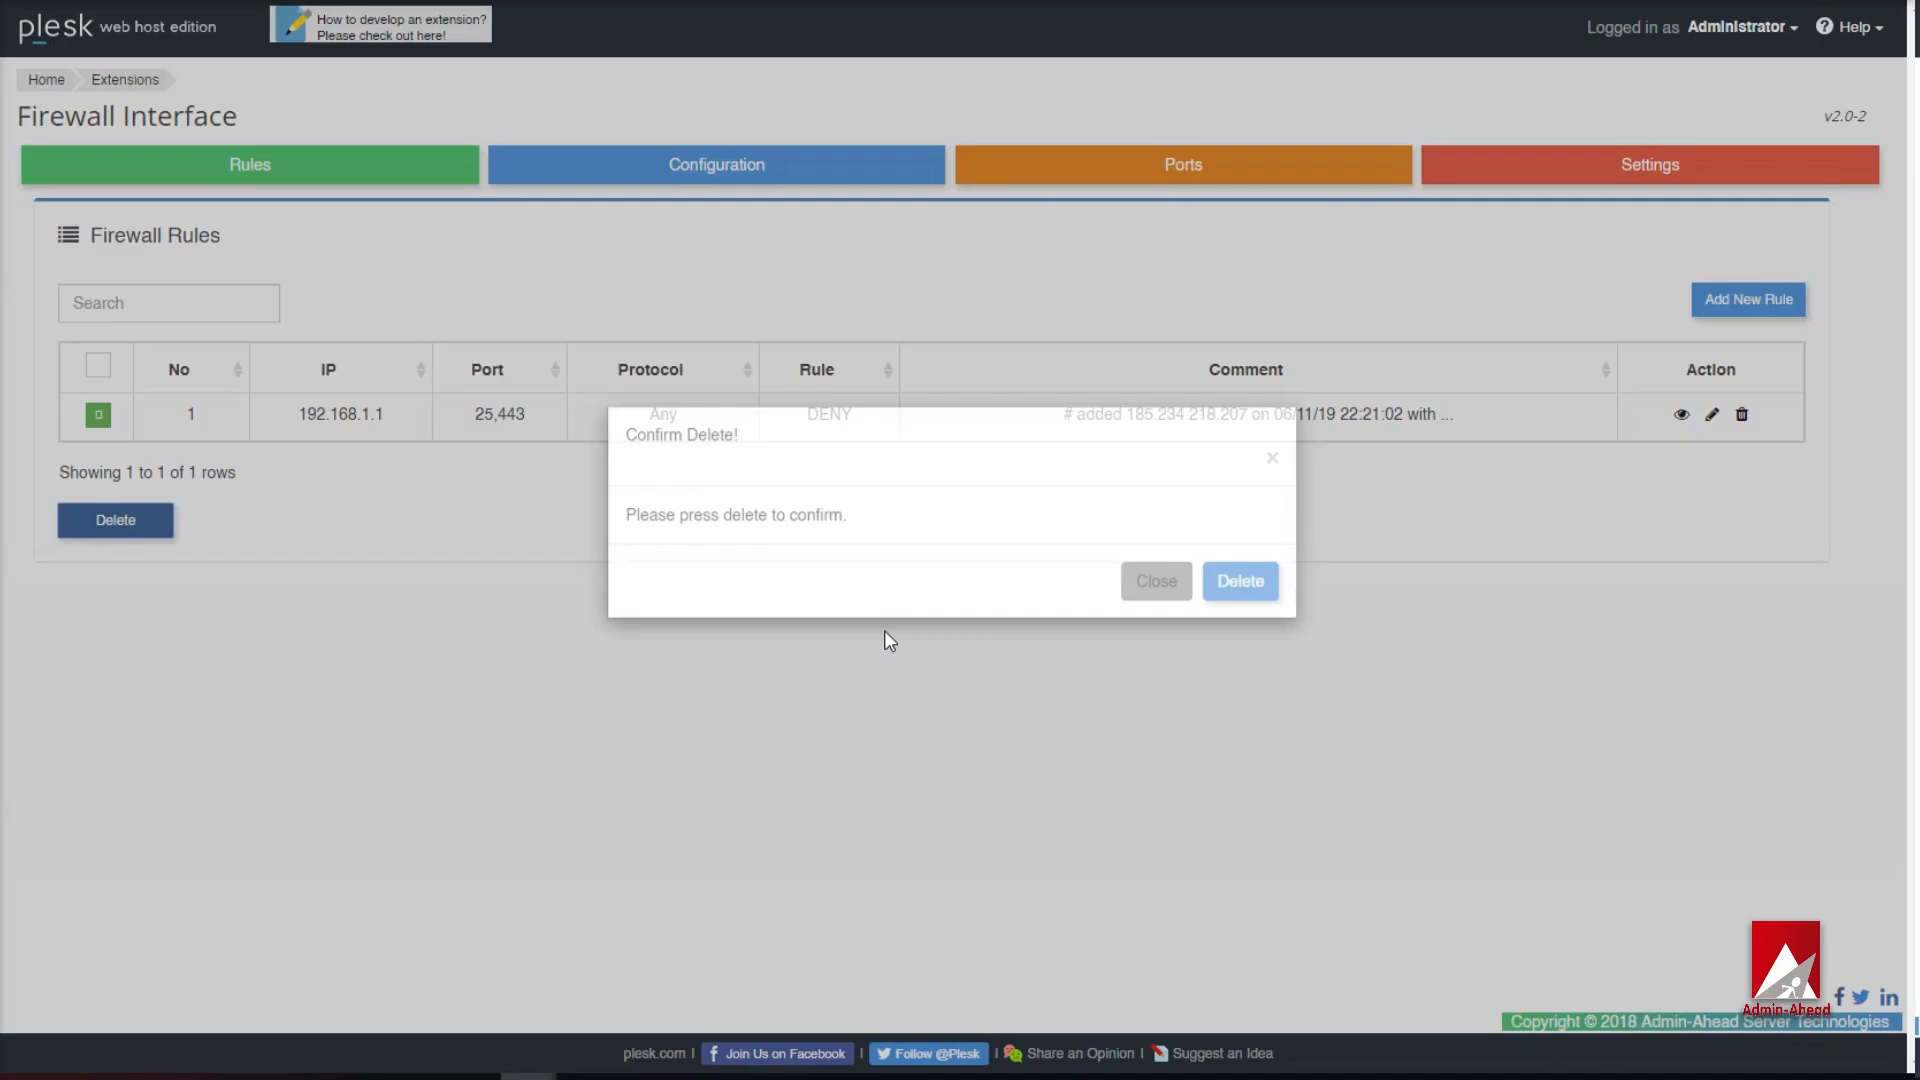 plesk web host edition
How to develop an extension?
Please check out here!
Logged in as Administrator
Help
Home
Extensions
Firewall Interface
v2.0-2
Rules
Configuration
Ports
Settings
Firewall Rules
Search
Add New Rule
No IP Port Protocol Rule Comment Action
1 192.168.1.1 25,443 Any DENY # added 185.234.218.207 on 06/11/19 22:21:02 with ...
Confirm Delete!
×
Showing 1 to 1 of 1 rows
Please press delete to confirm.
Delete
Close
Delete
Admin-Ahead
Copyright © 2018 Admin-Ahead Server Technologies
plesk.com | Join Us on Facebook | Follow @Plesk | Share an Opinion | Suggest an Idea